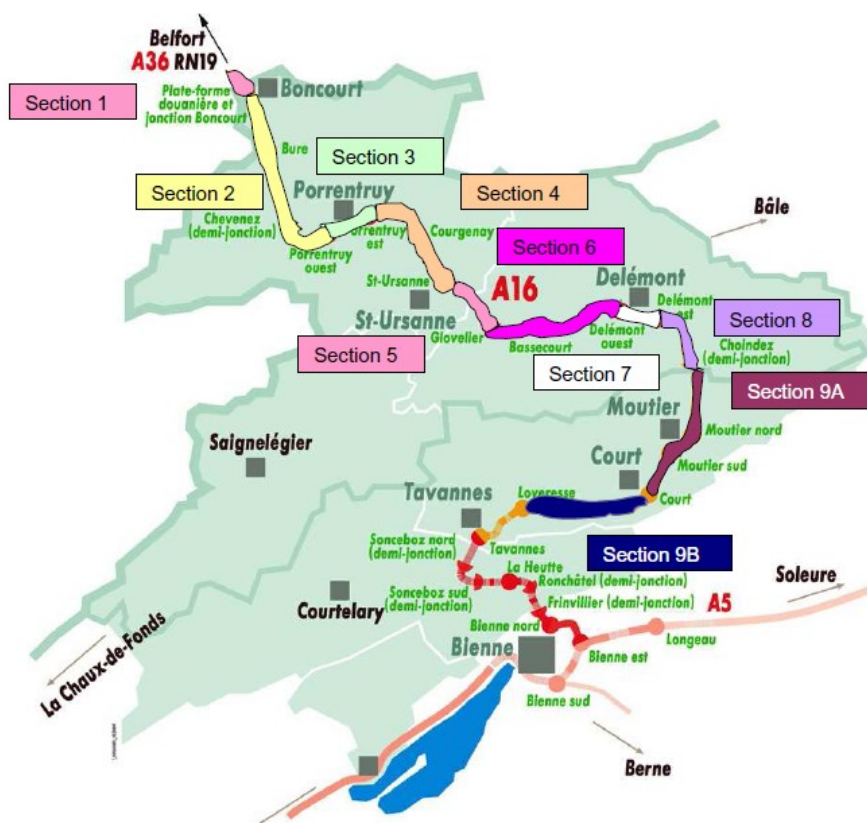 Belfort
A36 RN19
Boncourt
Section 1
Plate-forme
douanière et
jonction Boncourt
Bure
Section 3
Section 2
Porrentruy
Section 4
Chevenez
(demi-jonction)
Porrentruy
ouest
orrentruy
est
Courgenay
Bâle
Section 6
A16
Delémont
Delémont
est
St-Ursanne
St-Ursanne
Glovelier
Bassecourt
Delémont
ouest
Section 8
Choindez
(demi-jonction)
Section 5
Section 7
Section 9A
Moutier
Moutier nord
Moutier sud
Saignelégier
Court
Court
Tavannes
Loveresse
Tavannes
Section 9B
Sonceboz nord
(demi-jonction)
La Heutte
Ronchâtel (demi-jonction)
Sonceboz sud
(demi-jonction)
Frinvillier (demi-jonction)
A5
Soleure
Courtelary
Bienne nord
Bienne
Bienne est
Longeau
Bienne sud
La Chaux-de-Fonds
Berne